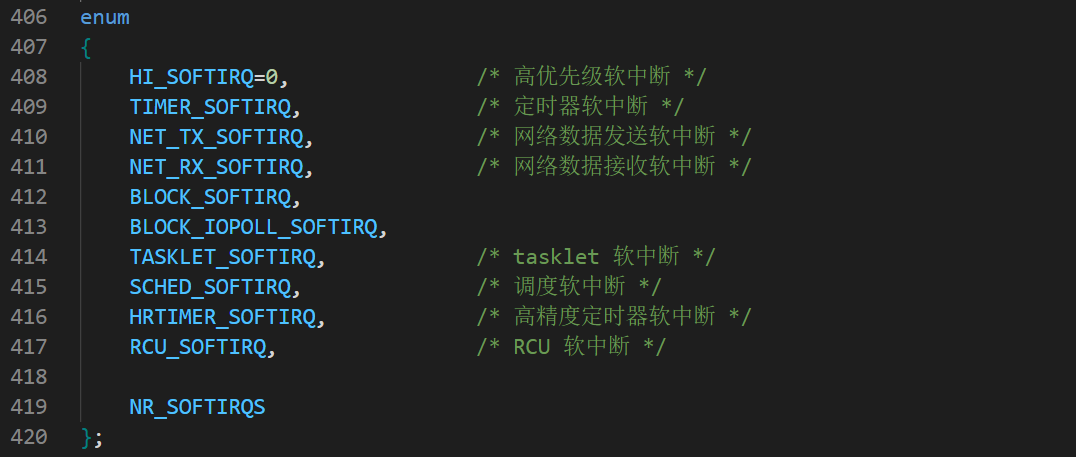 406 enum
407 {
408     HI_SOFTIRQ=0,               /* 高优先级软中断 */
409     TIMER_SOFTIRQ,              /* 定时器软中断 */
410     NET_TX_SOFTIRQ,             /* 网络数据发送软中断 */
411     NET_RX_SOFTIRQ,             /* 网络数据接收软中断 */
412     BLOCK_SOFTIRQ,
413     BLOCK_IOPOLL_SOFTIRQ,
414     TASKLET_SOFTIRQ,            /* tasklet 软中断 */
415     SCHED_SOFTIRQ,              /* 调度软中断 */
416     HRTIMER_SOFTIRQ,            /* 高精度定时器软中断 */
417     RCU_SOFTIRQ,                /* RCU 软中断 */
418
419     NR_SOFTIRQS
420 };